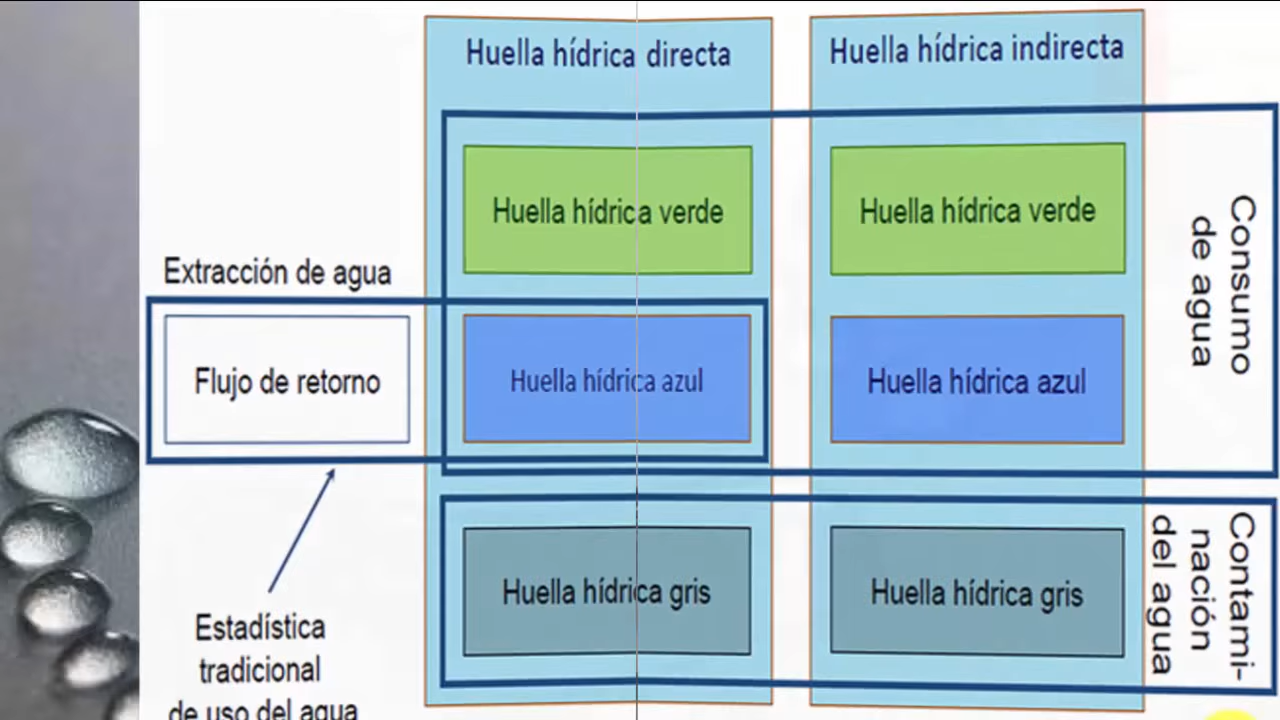 Huella hídrica directa
Huella hídrica indirecta
Huella hídrica verde
Huella hídrica verde
Consumo
de agua
Extracción de agua
Flujo de retorno
Huella hídrica azul
Huella hídrica azul
Huella hídrica gris
Huella hídrica gris
Contami-
nación
del agua
Estadística
tradicional
de uso del agua